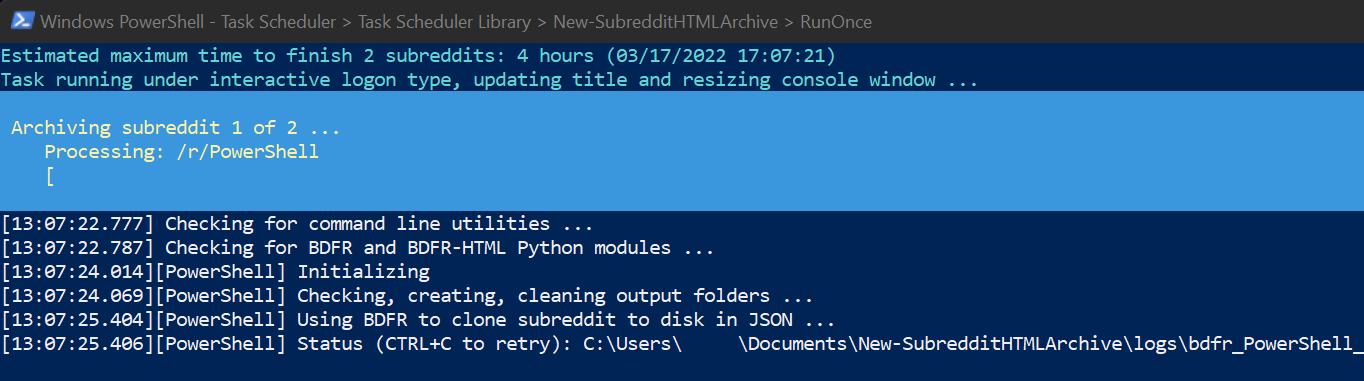 Windows PowerShell - Task Scheduler > Task Scheduler Library > New-SubredditHTMLArchive > RunOnce
Estimated maximum time to finish 2 subreddits: 4 hours (03/17/2022 17:07:21)
Task running under interactive logon type, updating title and resizing console window ...
Archiving subreddit 1 of 2 ...
Processing: /r/PowerShell
[
[13:07:22.777] Checking for command line utilities ...
[13:07:22.787] Checking for BDFR and BDFR-HTML Python modules ...
[13:07:24.014][PowerShell] Initializing
[13:07:24.069][PowerShell] Checking, creating, cleaning output folders ...
[13:07:25.404][PowerShell] Using BDFR to clone subreddit to disk in JSON ...
[13:07:25.406][PowerShell] Status (CTRL+C to retry): C:\Users\     \Documents\New-SubredditHTMLArchive\logs\bdfr_PowerShell_